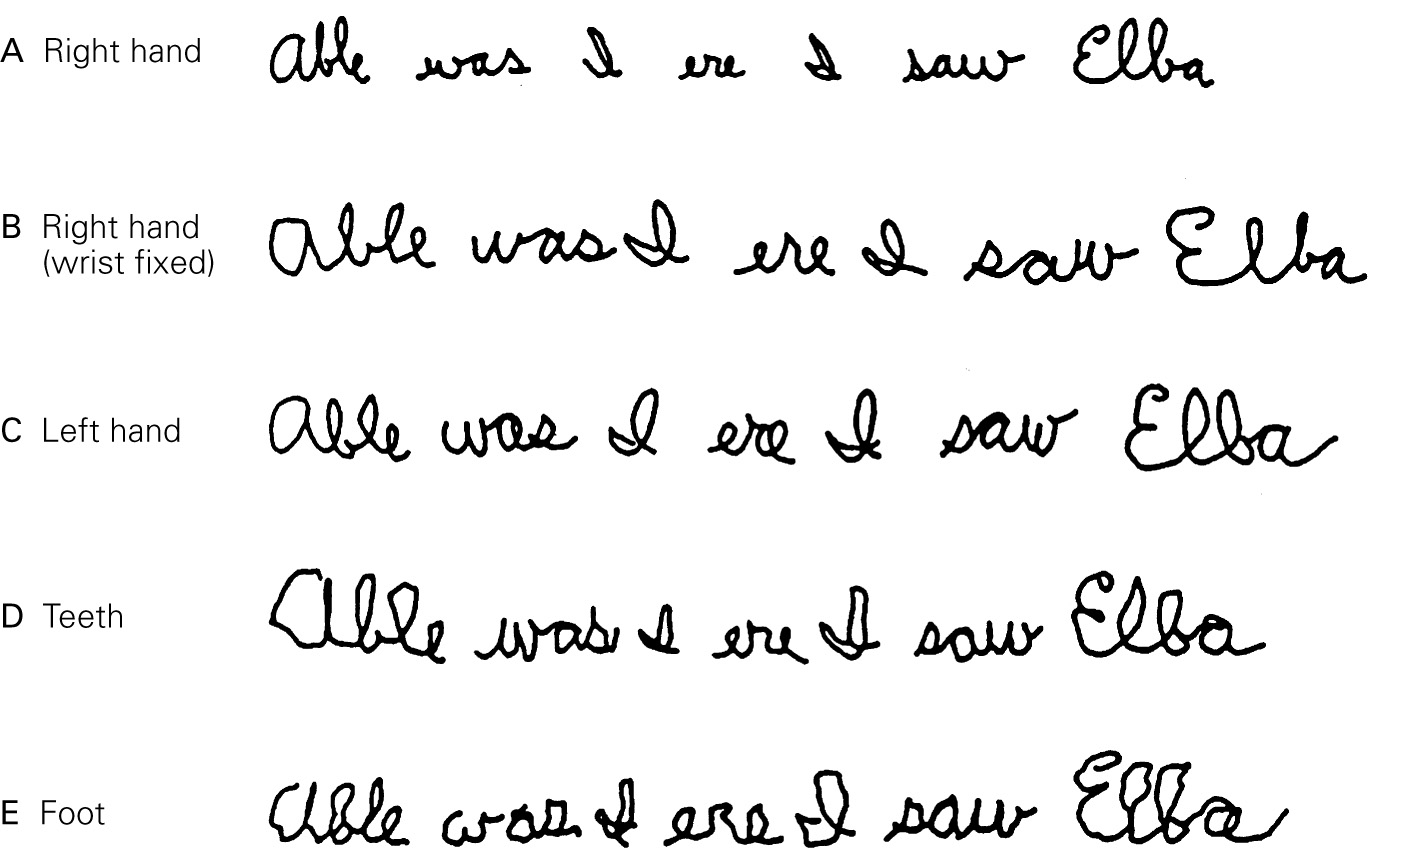 A Right hand Able was I ere I saw Elba
B Right hand (wrist fixed) Able was I ere I saw Elba
C Left hand Able was I ere I saw Elba
D Teeth Able was I ere I saw Elba
E Foot Able was I ere I saw Elba